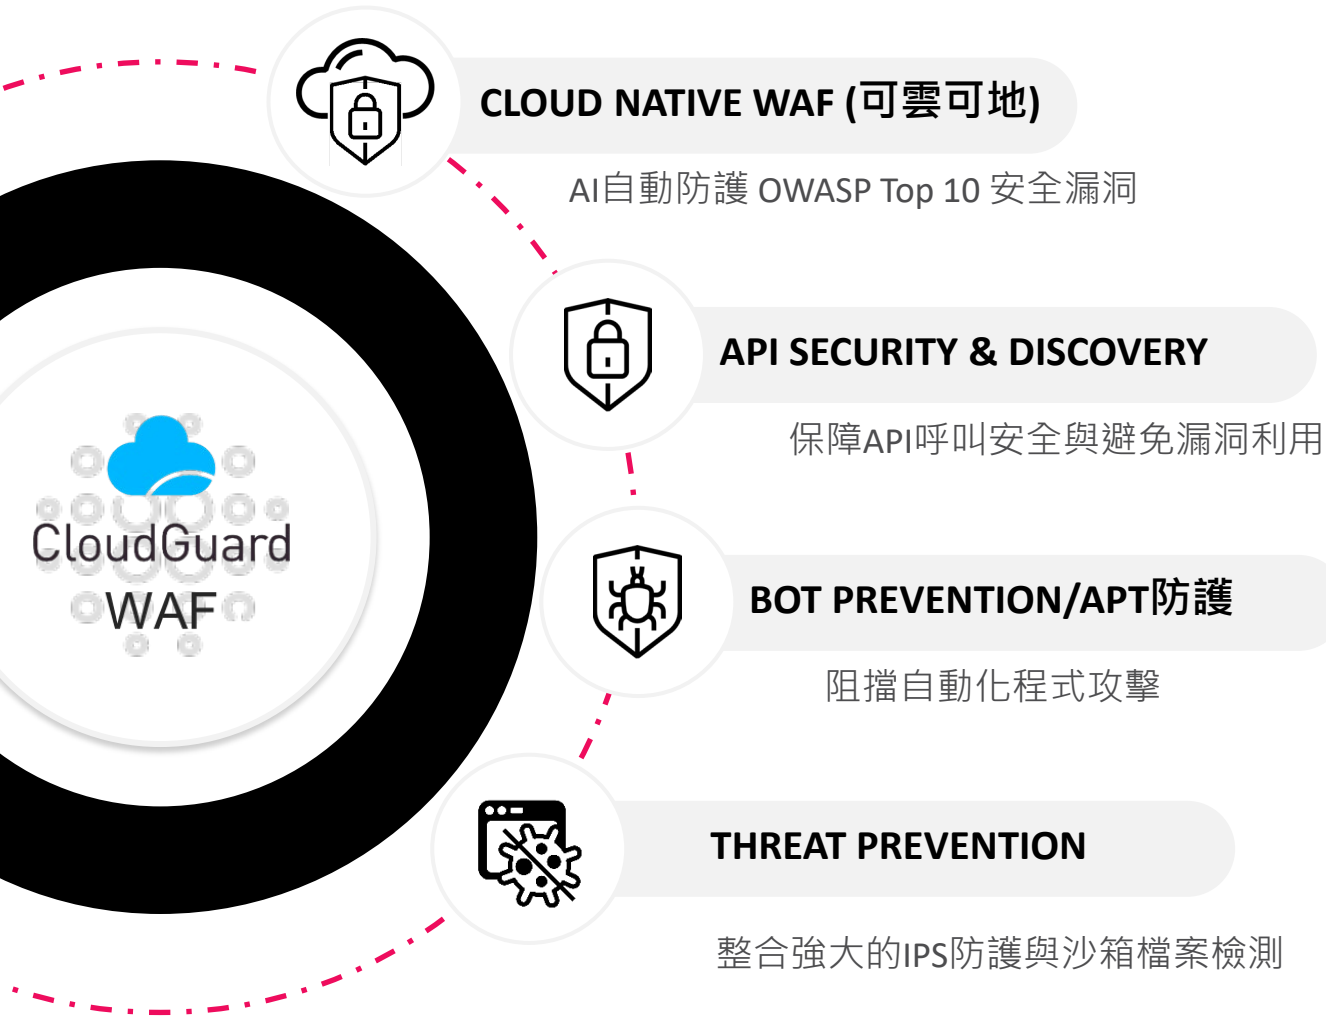 CLOUD NATIVE WAF (可雲可地)
AI自動防護 OWASP Top 10 安全漏洞
API SECURITY & DISCOVERY
保障API呼叫安全與避免漏洞利用
CloudGuard
WAF
BOT PREVENTION/APT防護
阻擋自動化程式攻擊
THREAT PREVENTION
整合強大的IPS防護與沙箱檔案檢測